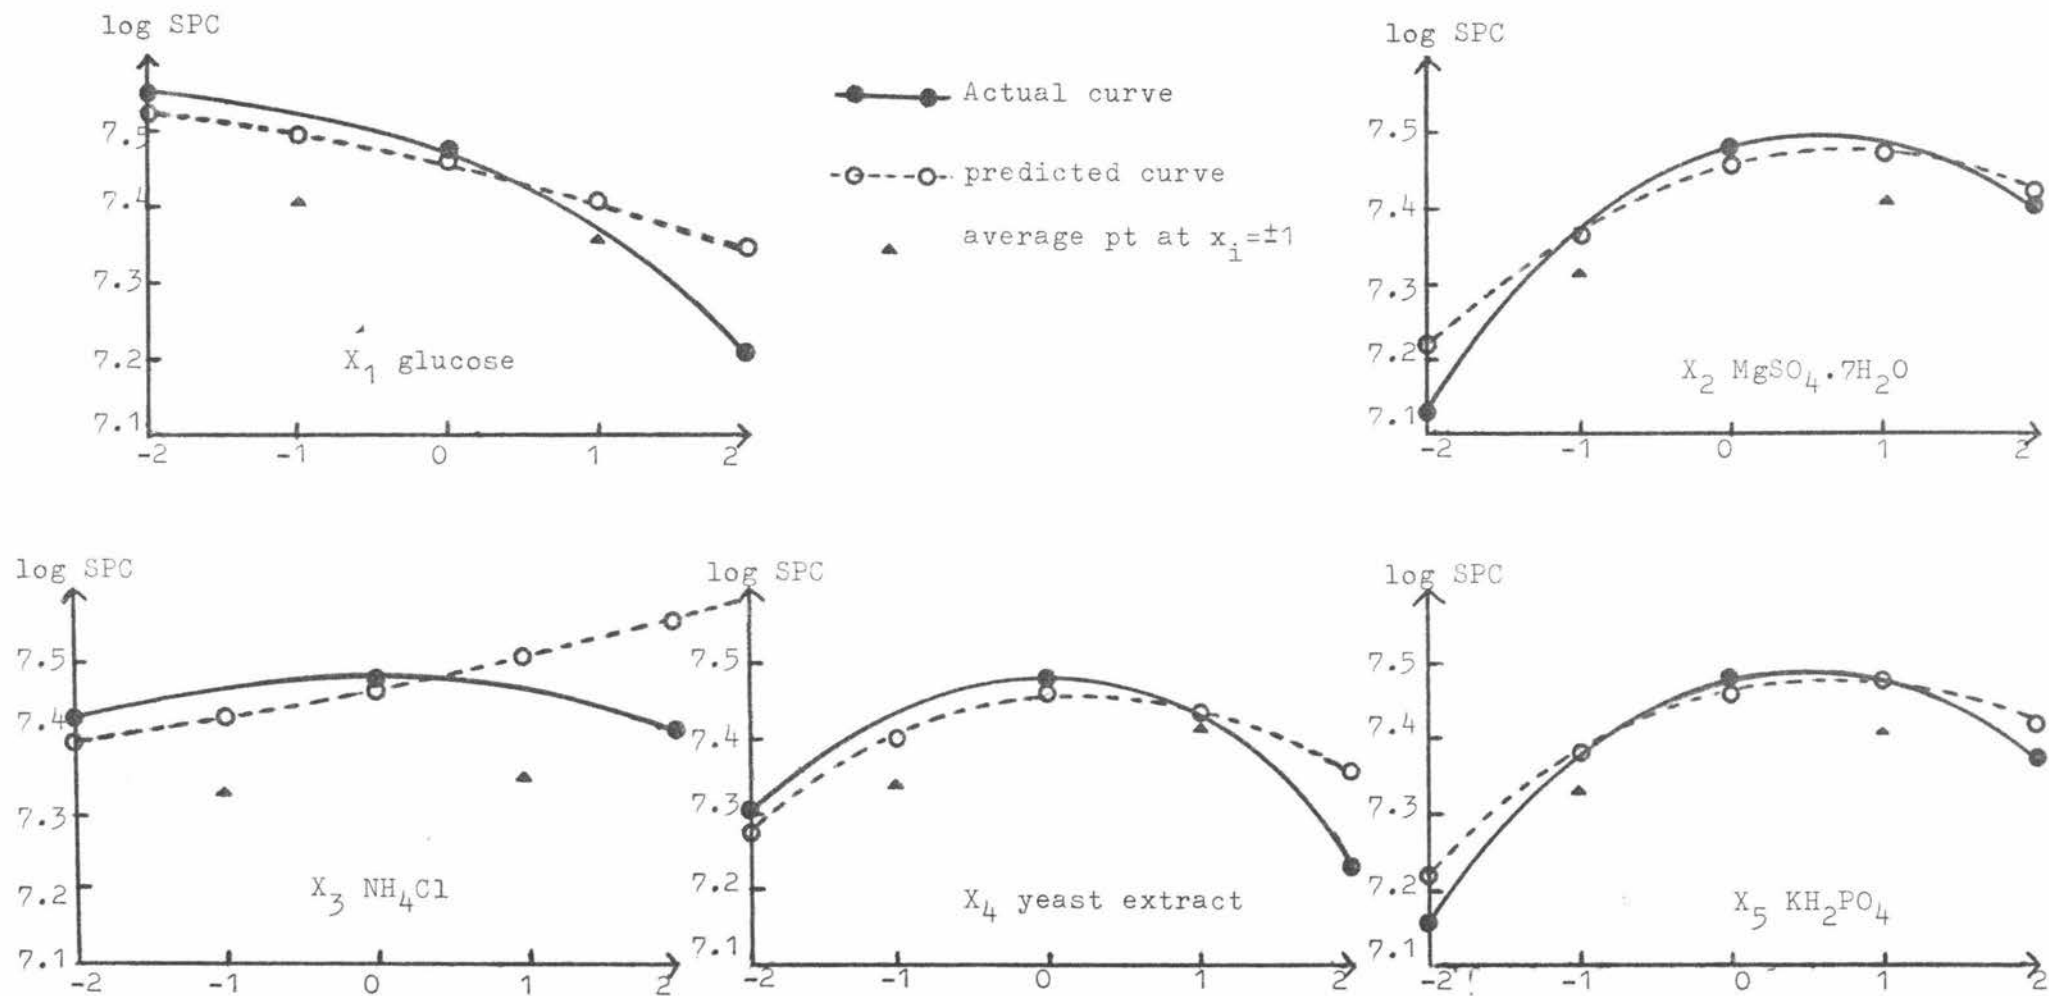 log SPC
7.5
7.4
7.3
7.2
7.1
-2 -1 0 1 2
X₁ glucose
Actual curve
predicted curve
average pt at xᵢ=±1
log SPC
7.5
7.4
7.3
7.2
7.1
-2 -1 0 1 2
X₂ MgSO₄.7H₂O
log SPC
7.5
7.4
7.3
7.2
7.1
-2 -1 0 1 2
X₃ NH₄Cl
log SPC
7.5
7.4
7.3
7.2
7.1
-2 -1 0 1 2
X₄ yeast extract
log SPC
7.5
7.4
7.3
7.2
7.1
-2 -1 0 1 2
X₅ KH₂PO₄